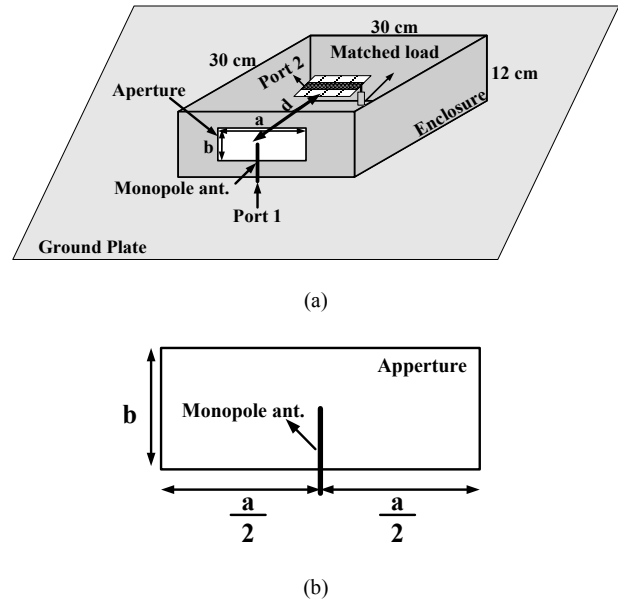 30 cm
30 cm
Matched load
12 cm
Port 2
Aperture
d
a
b
Enclosure
Monopole ant.
Port 1
Ground Plate
(a)
Apperture
b
Monopole ant.
a
2
a
2
(b)